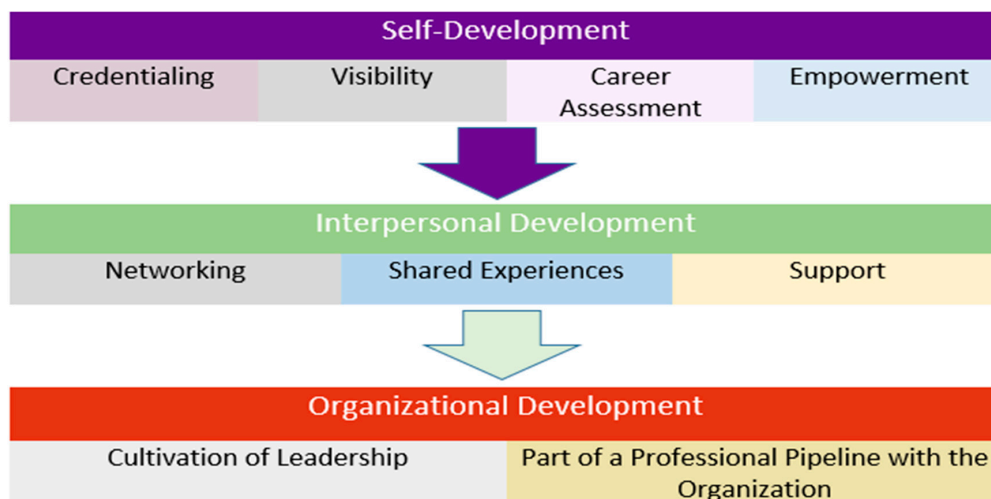 Self-Development
Credentialing
Visibility
Career
Assessment
Empowerment
Interpersonal Development
Networking
Shared Experiences
Support
Organizational Development
Cultivation of Leadership
Part of a Professional Pipeline with the
Organization